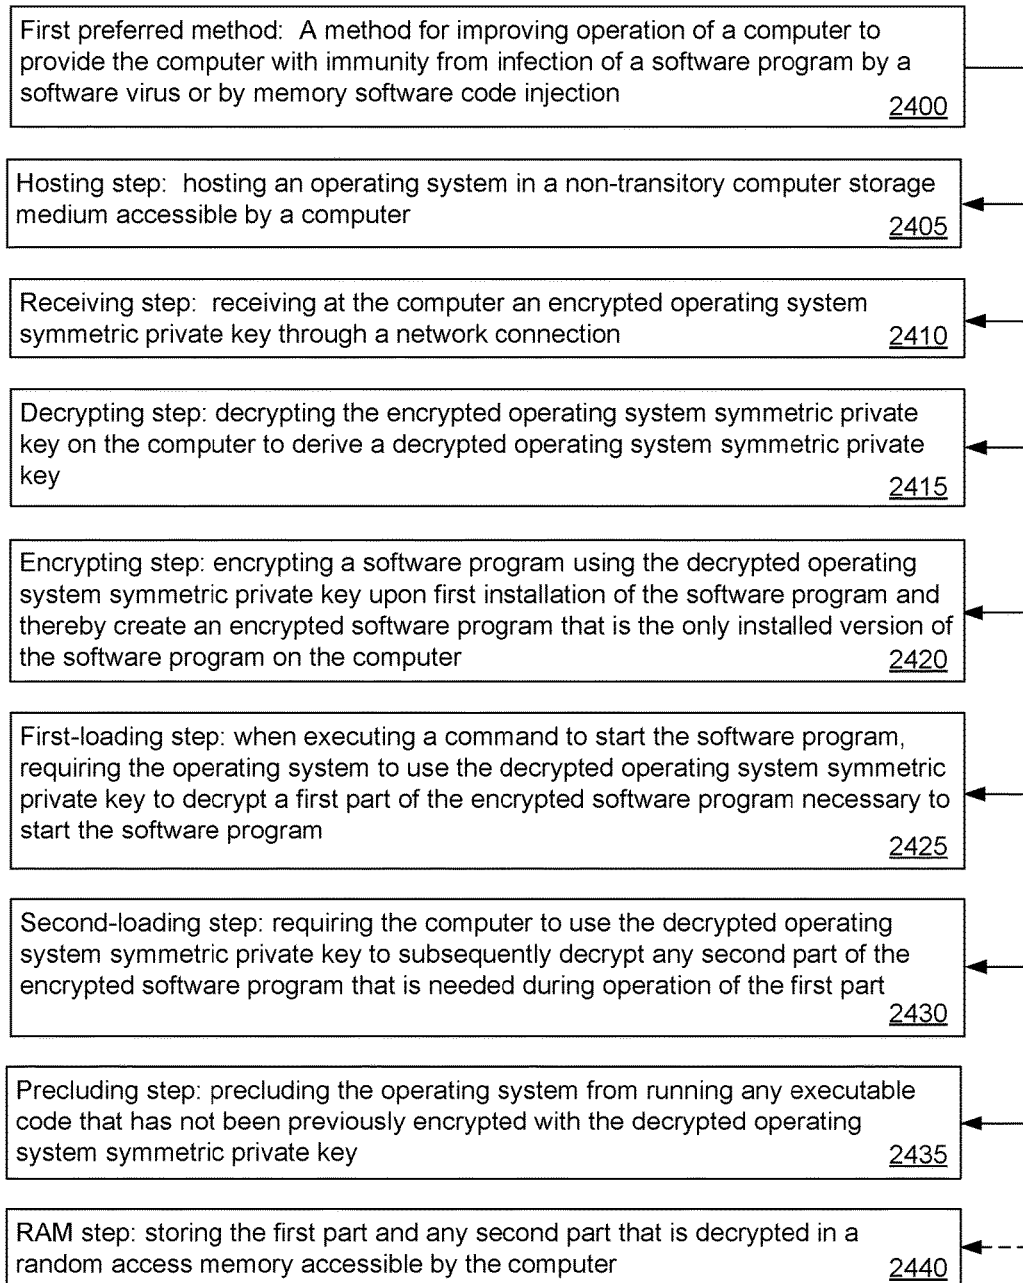 First preferred method: A method for improving operation of a computer to
provide the computer with immunity from infection of a software program by a
software virus or by memory software code injection
2400
Hosting step: hosting an operating system in a non-transitory computer storage
medium accessible by a computer
2405
Receiving step: receiving at the computer an encrypted operating system
symmetric private key through a network connection
2410
Decrypting step: decrypting the encrypted operating system symmetric private
key on the computer to derive a decrypted operating system symmetric private
key
2415
Encrypting step: encrypting a software program using the decrypted operating
system symmetric private key upon first installation of the software program and
thereby create an encrypted software program that is the only installed version of
the software program on the computer
2420
First-loading step: when executing a command to start the software program,
requiring the operating system to use the decrypted operating system symmetric
private key to decrypt a first part of the encrypted software program necessary to
start the software program
2425
Second-loading step: requiring the computer to use the decrypted operating
system symmetric private key to subsequently decrypt any second part of the
encrypted software program that is needed during operation of the first part
2430
Precluding step: precluding the operating system from running any executable
code that has not been previously encrypted with the decrypted operating
system symmetric private key
2435
RAM step: storing the first part and any second part that is decrypted in a
random access memory accessible by the computer
2440